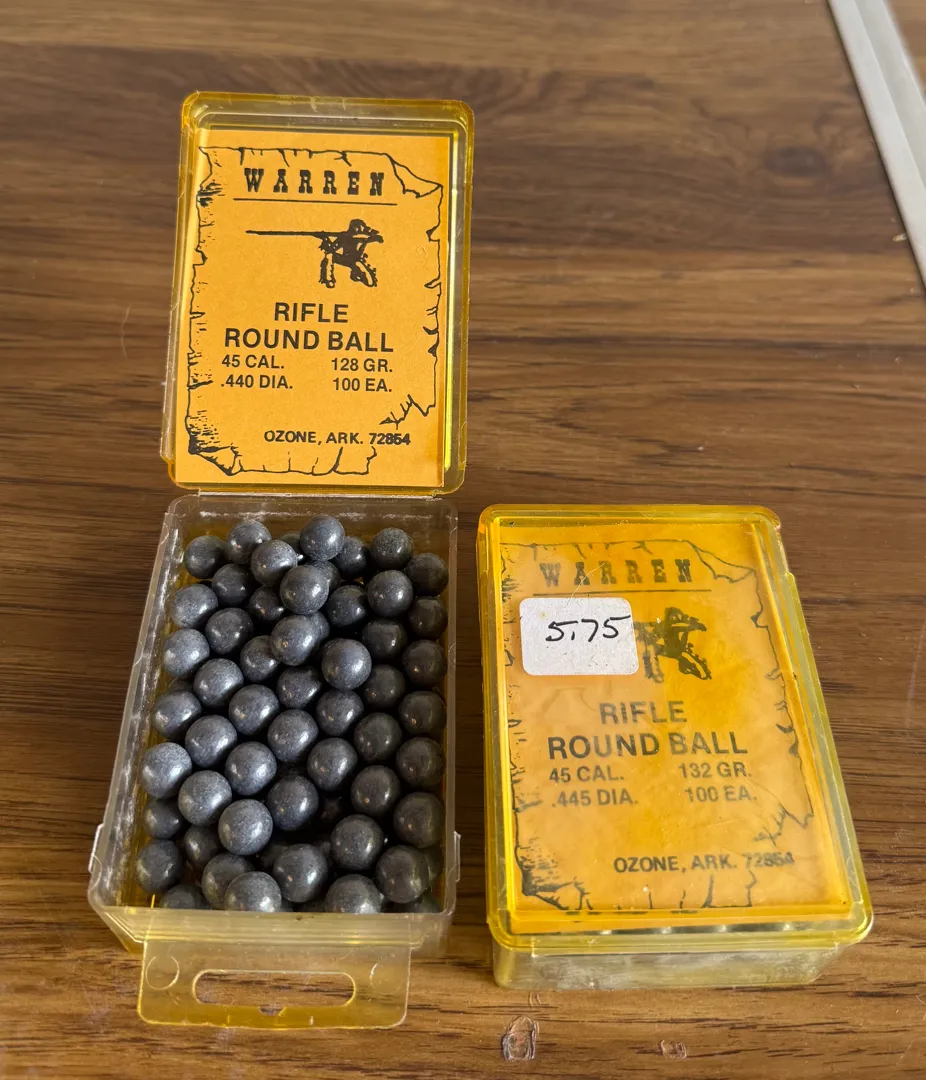 WARREN
RIFLE
ROUND BALL
45 CAL. 128 GR.
.440 DIA. 100 EA.
OZONE, ARK. 72854
WARREN
5.75
RIFLE
ROUND BALL
45 CAL. 132 GR.
.445 DIA. 100 EA.
OZONE, ARK. 72854